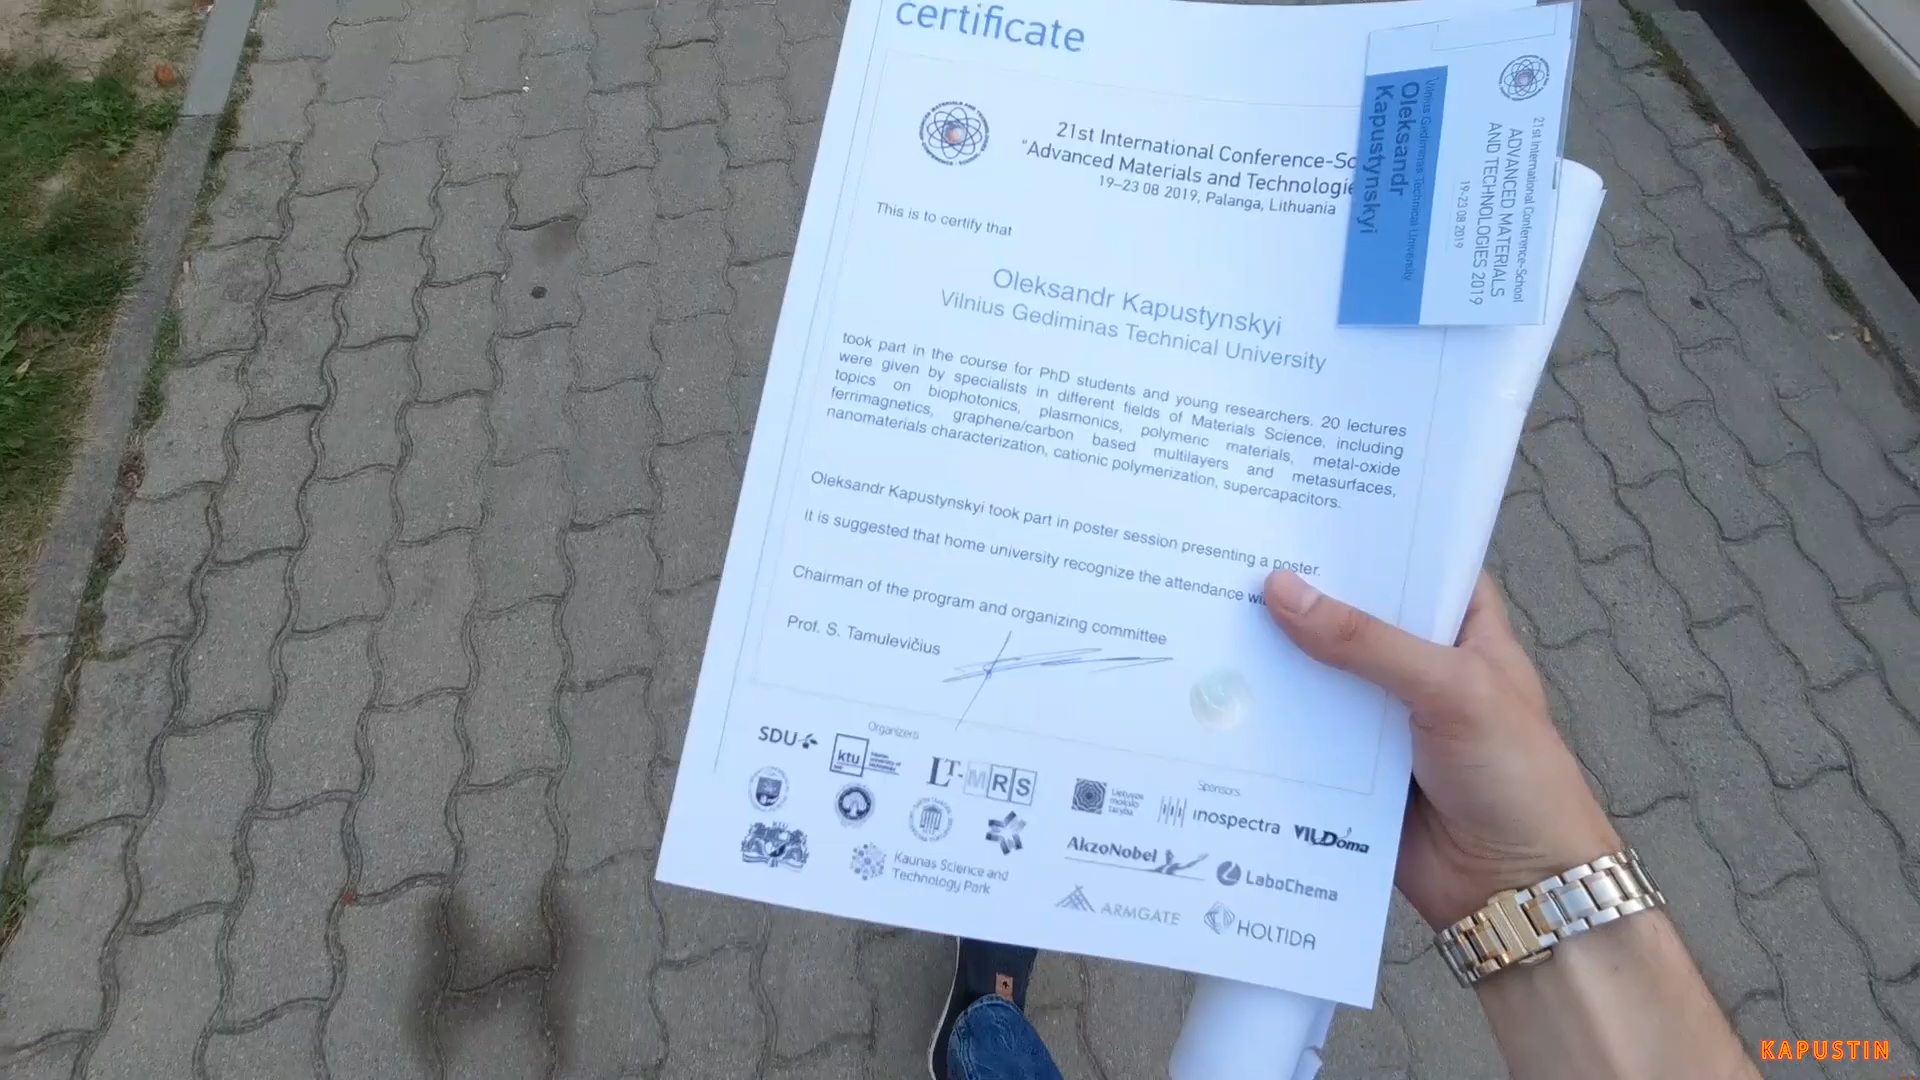 certificate
21st International Conference-Sc
"Advanced Materials and Technologie
19–23 08 2019, Palanga, Lithuania
This is to certify that
Oleksandr Kapustynskyi
Vilnius Gediminas Technical University
took part in the course for PhD students and young researchers. 20 lectures
were given by specialists in different fields of Materials Science, including
topics on biophotonics, plasmonics, polymeric materials, metal-oxide
ferrimagnetics, graphene/carbon based multilayers and metasurfaces,
nanomaterials characterization, cationic polymerization, supercapacitors.
Oleksandr Kapustynskyi took part in poster session presenting a poster.
It is suggested that home university recognize the attendance
Chairman of the program and organizing committee
Prof. S. Tamulevičius
Organizers
SDU
ktu
LT-MRS
Kaunas Science and
Technology Park
Sponsors
Lietuvos
mokslo
taryba
inospectra
VILDoma
AkzoNobel
LaboChema
ARMGATE
HOLTIDA
21st International Conference-School
ADVANCED MATERIALS
AND TECHNOLOGIES 2019
19-23 08 2019
Vilnius Gediminas Technical University
Oleksandr
Kapustynskyi
KAPUSTIN